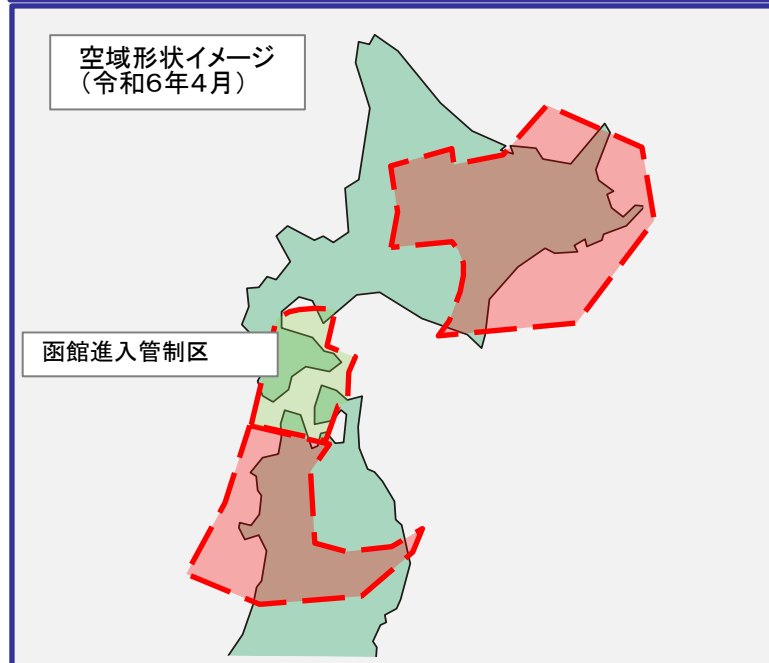 空域形状イメージ
（令和６年４月）
函館進入管制区